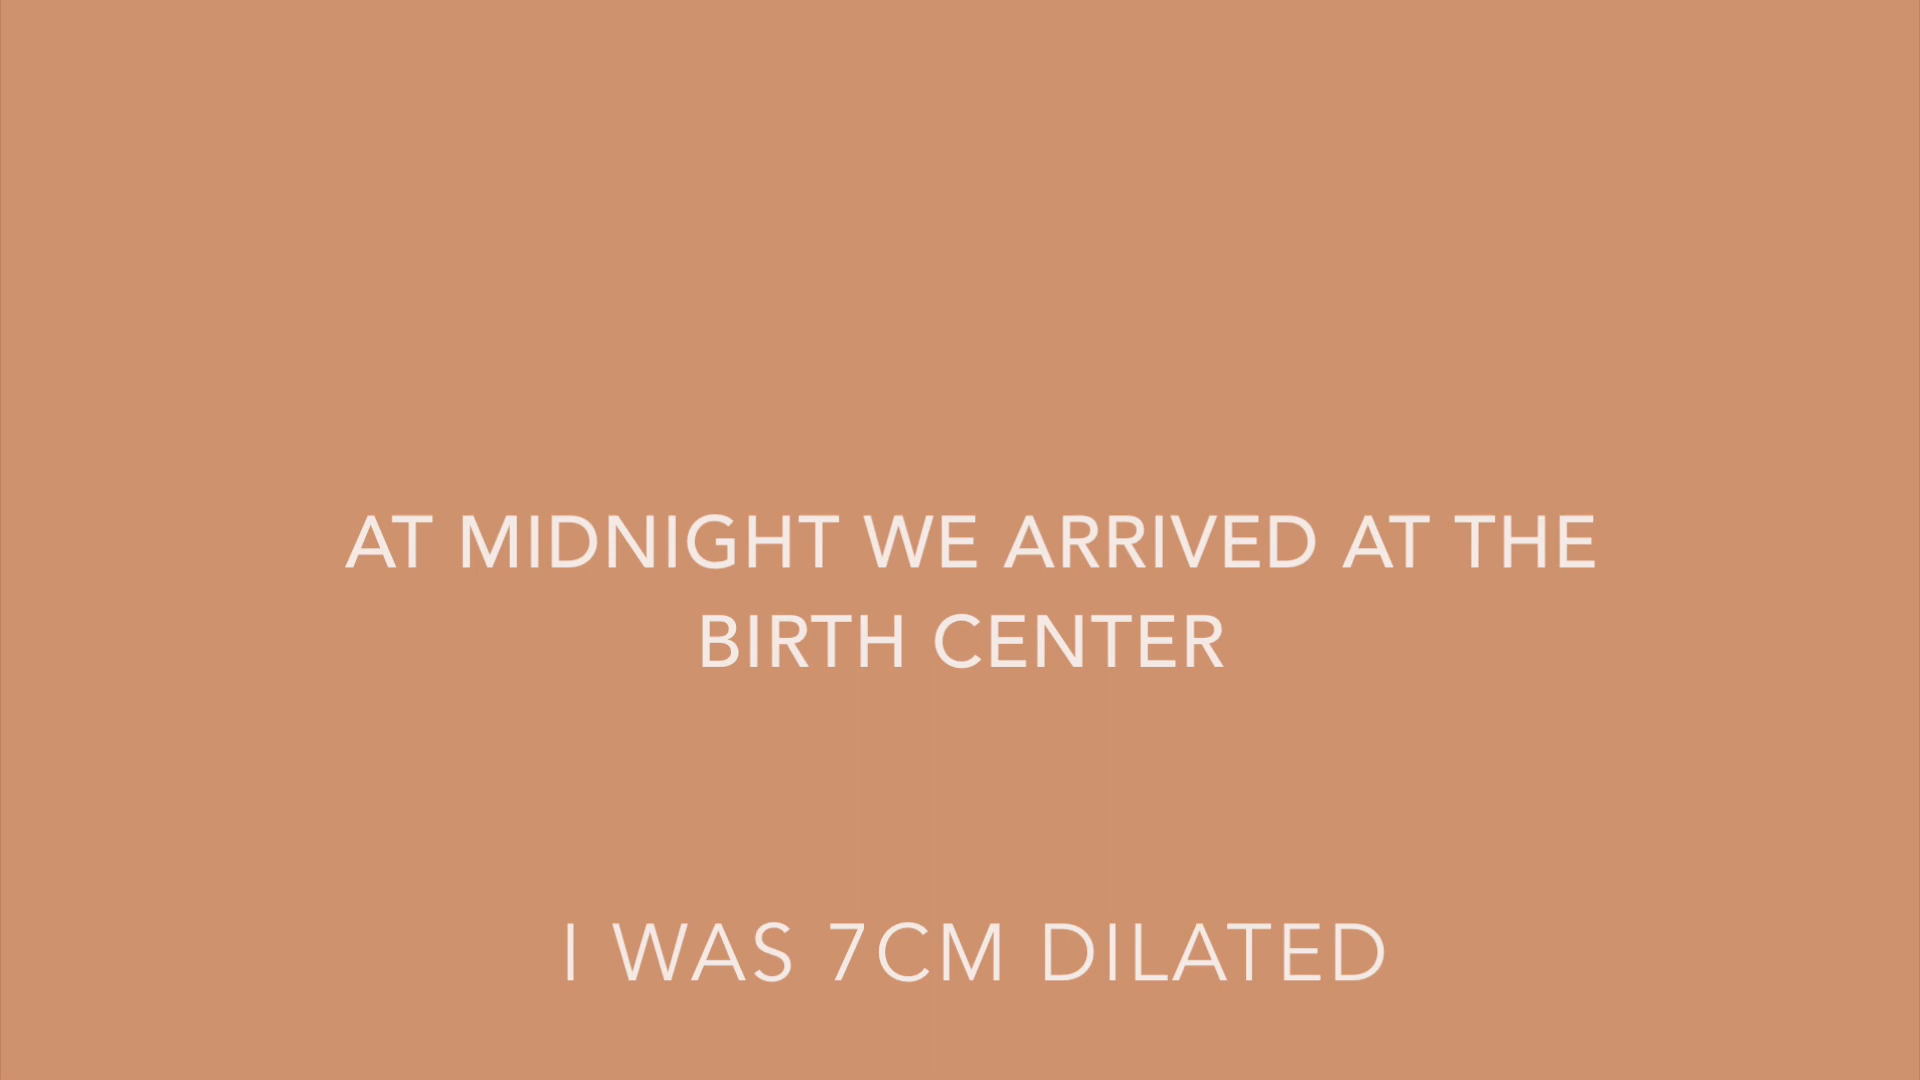 AT MIDNIGHT WE ARRIVED AT THE
BIRTH CENTER
I WAS 7CM DILATED